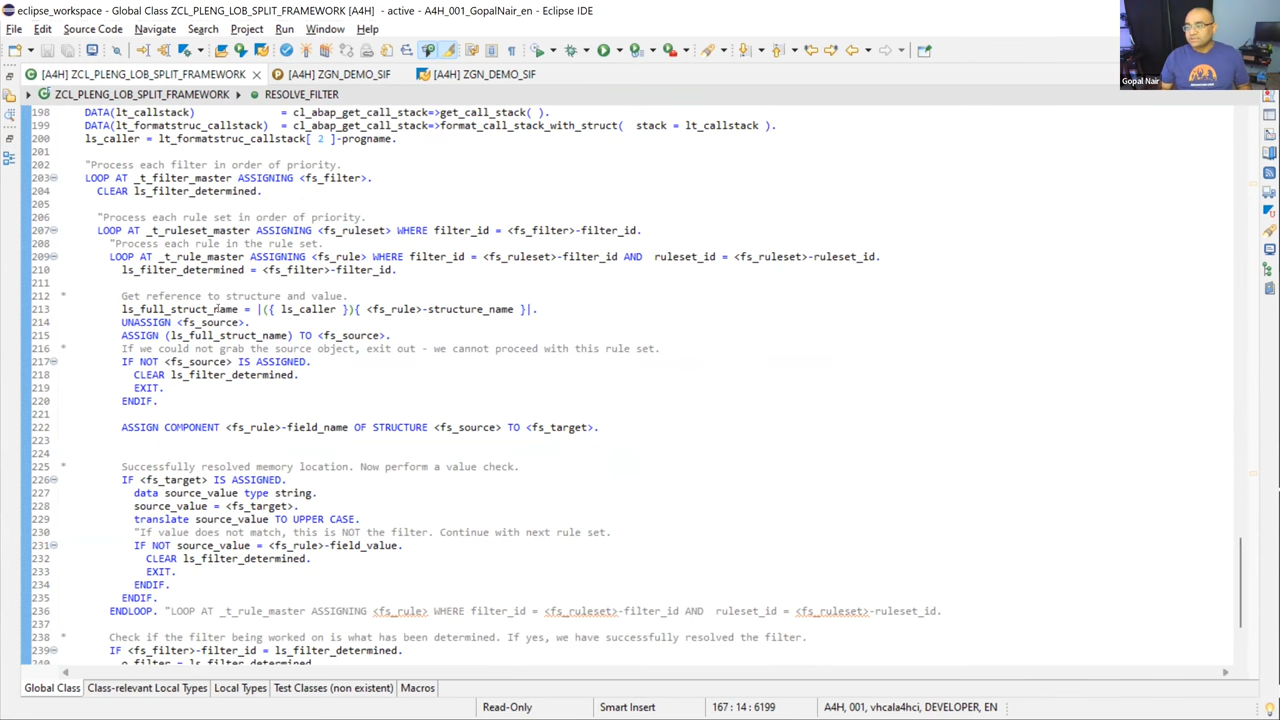 eclipse_workspace - Global Class ZCL_PLENG_LOB_SPLIT_FRAMEWORK [A4H] - active - A4H_001_GopalNair_en - Eclipse IDE
File Edit Source Code Navigate Search Project Run Window Help
[A4H] ZCL_PLENG_LOB_SPLIT_FRAMEWORK [A4H] ZGN_DEMO_SIF [A4H] ZGN_DEMO_SIF
Gopal Nair
ZCL_PLENG_LOB_SPLIT_FRAMEWORK RESOLVE_FILTER
198 DATA(lt_callstack) = cl_abap_get_call_stack=>get_call_stack( ).
199 DATA(lt_formatstruc_callstack) = cl_abap_get_call_stack=>format_call_stack_with_struct( stack = lt_callstack ).
200 ls_caller = lt_formatstruc_callstack[ 2 ]-progname.
201
202 "Process each filter in order of priority.
203 LOOP AT _t_filter_master ASSIGNING <fs_filter>.
204 CLEAR ls_filter_determined.
205
206 "Process each rule set in order of priority.
207 LOOP AT _t_ruleset_master ASSIGNING <fs_ruleset> WHERE filter_id = <fs_filter>-filter_id.
208 "Process each rule in the rule set.
209 LOOP AT _t_rule_master ASSIGNING <fs_rule> WHERE filter_id = <fs_ruleset>-filter_id AND ruleset_id = <fs_ruleset>-ruleset_id.
210 ls_filter_determined = <fs_filter>-filter_id.
211
212 * Get reference to structure and value.
213 ls_full_struct_name = |({ ls_caller }){ <fs_rule>-structure_name }|.
214 UNASSIGN <fs_source>.
215 ASSIGN (ls_full_struct_name) TO <fs_source>.
216 * If we could not grab the source object, exit out - we cannot proceed with this rule set.
217 IF NOT <fs_source> IS ASSIGNED.
218 CLEAR ls_filter_determined.
219 EXIT.
220 ENDIF.
221
222 ASSIGN COMPONENT <fs_rule>-field_name OF STRUCTURE <fs_source> TO <fs_target>.
223
224
225 * Successfully resolved memory location. Now perform a value check.
226 IF <fs_target> IS ASSIGNED.
227 data source_value type string.
228 source_value = <fs_target>.
229 translate source_value TO UPPER CASE.
230 "If value does not match, this is NOT the filter. Continue with next rule set.
231 IF NOT source_value = <fs_rule>-field_value.
232 CLEAR ls_filter_determined.
233 EXIT.
234 ENDIF.
235 ENDIF.
236 ENDLOOP. "LOOP AT _t_rule_master ASSIGNING <fs_rule> WHERE filter_id = <fs_ruleset>-filter_id AND ruleset_id = <fs_ruleset>-ruleset_id.
237
238 * Check if the filter being worked on is what has been determined. If yes, we have successfully resolved the filter.
239 IF <fs_filter>-filter_id = ls_filter_determined.
Global Class Class-relevant Local Types Local Types Test Classes (non existent) Macros
Read-Only Smart Insert 167 : 14 : 6199 A4H, 001, vhcala4hci, DEVELOPER, EN